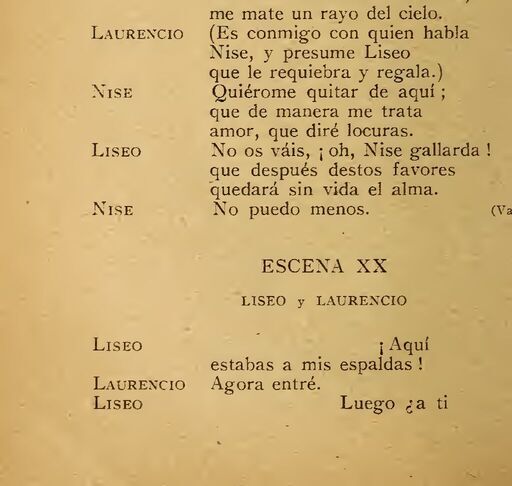 me mate un rayo del cielo.
LAURENCIO (Es conmigo con quien habla
Nise, y presume Liseo
que le requiebra y regala.)
NISE Quiérome quitar de aquí ;
que de manera me trata
amor, que diré locuras.
LISEO No os váis, ¡ oh, Nise gallarda !
que después destos favores
quedará sin vida el alma.
NISE No puedo menos. (Va
ESCENA XX
LISEO y LAURENCIO
LISEO ¡ Aquí
estabas a mis espaldas !
LAURENCIO Agora entré.
LISEO Luego ¿a ti